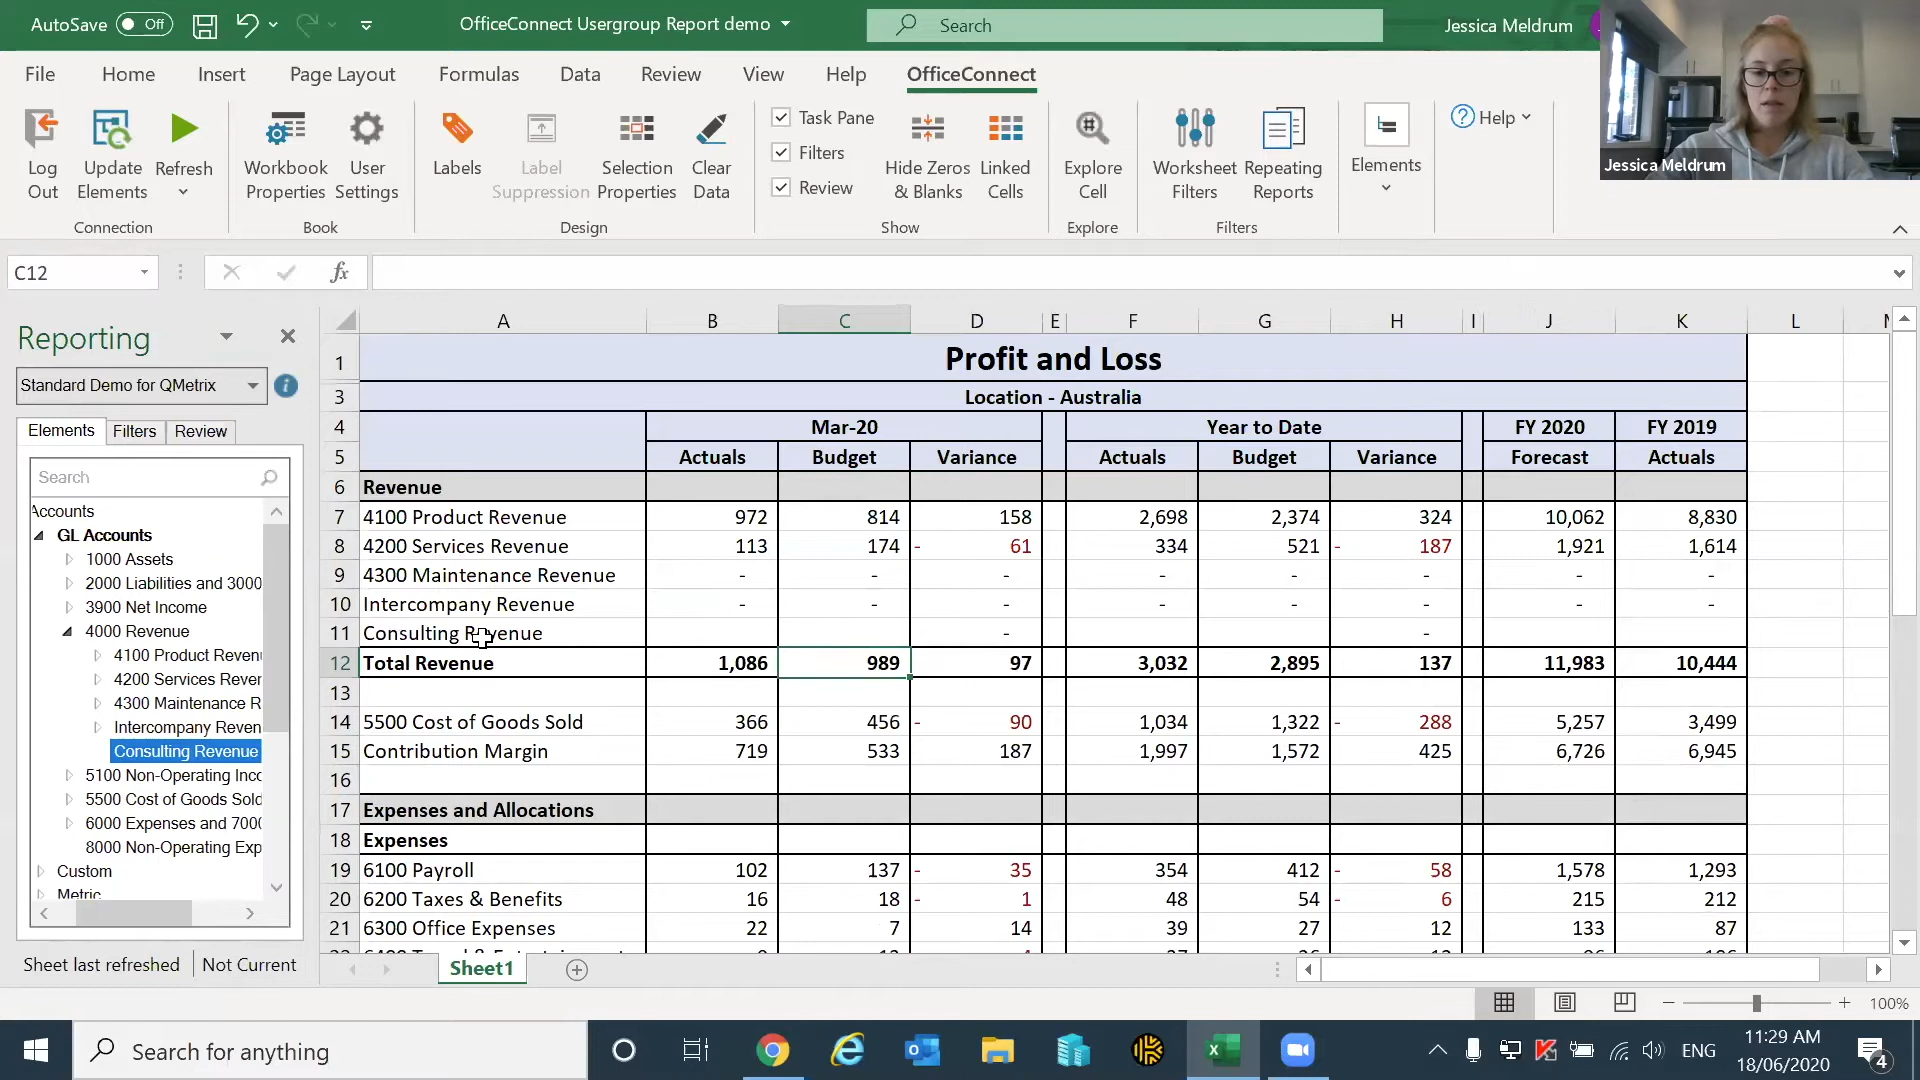 AutoSave Off
OfficeConnect Usergroup Report demo
Search
Jessica Meldrum
File Home Insert Page Layout Formulas Data Review View Help OfficeConnect
Log Out
Update Elements
Refresh
Connection
Workbook Properties
User Settings
Book
Labels
Label Suppression
Selection Properties
Clear Data
Design
Task Pane
Filters
Review
Hide Zeros & Blanks
Linked Cells
Show
Explore Cell
Explore
Worksheet Filters
Repeating Reports
Filters
Elements
Help
Jessica Meldrum
C12
fx
Reporting
Standard Demo for QMetrix
Elements Filters Review
Search
Accounts
GL Accounts
1000 Assets
2000 Liabilities and 3000
3900 Net Income
4000 Revenue
4100 Product Reven
4200 Services Rever
4300 Maintenance R
Intercompany Reven
Consulting Revenue
5100 Non-Operating Inc
5500 Cost of Goods Sold
6000 Expenses and 700
8000 Non-Operating Exp
Custom
Metric
Sheet last refreshed Not Current
A B C D E F G H I J K L
1 Profit and Loss
3 Location - Australia
4 Mar-20 Year to Date FY 2020 FY 2019
5 Actuals Budget Variance Actuals Budget Variance Forecast Actuals
6 Revenue
7 4100 Product Revenue 972 814 158 2,698 2,374 324 10,062 8,830
8 4200 Services Revenue 113 174 - 61 334 521 - 187 1,921 1,614
9 4300 Maintenance Revenue - - - - - - - -
10 Intercompany Revenue - - - - - - - -
11 Consulting Revenue - -
12 Total Revenue 1,086 989 97 3,032 2,895 137 11,983 10,444
13
14 5500 Cost of Goods Sold 366 456 - 90 1,034 1,322 - 288 5,257 3,499
15 Contribution Margin 719 533 187 1,997 1,572 425 6,726 6,945
16
17 Expenses and Allocations
18 Expenses
19 6100 Payroll 102 137 - 35 354 412 - 58 1,578 1,293
20 6200 Taxes & Benefits 16 18 - 1 48 54 - 6 215 212
21 6300 Office Expenses 22 7 14 39 27 12 133 87
Sheet1
100%
Search for anything
ENG
11:29 AM
18/06/2020
4